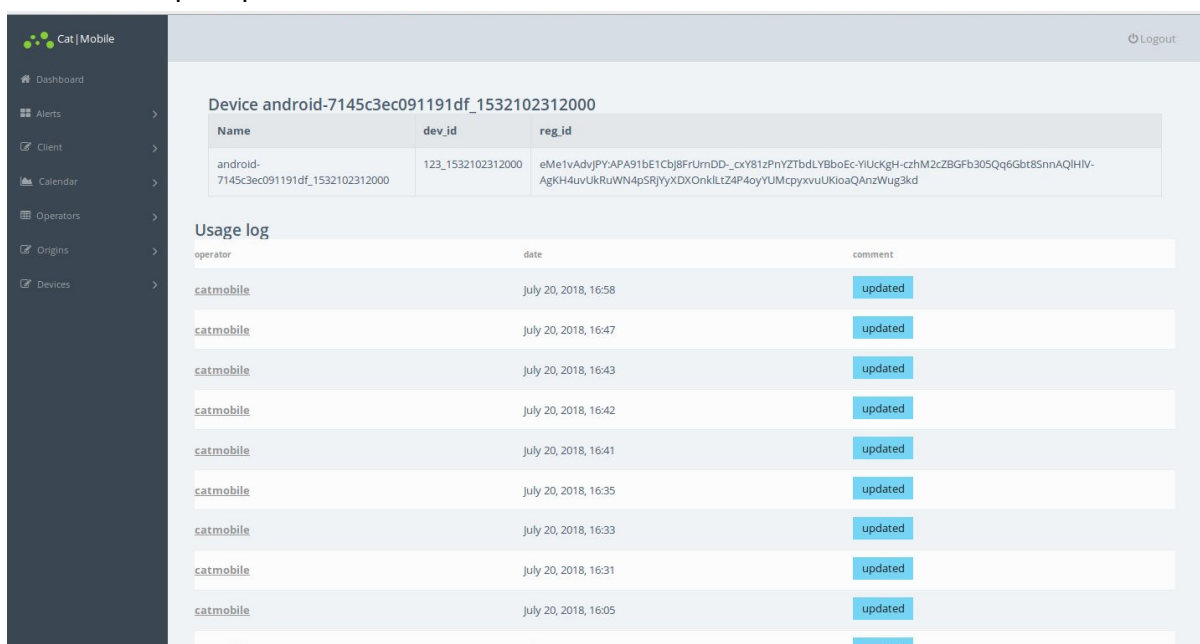 Cat|Mobile
Logout
Dashboard
Alerts
Client
Calendar
Operators
Origins
Devices
Device android-7145c3ec091191df_1532102312000
Name dev_id reg_id
android-
7145c3ec091191df_1532102312000
123_1532102312000
eMe1vAdvJPY:APA91bE1CbJ8FrUrnDD-_cxY81zPnYZTbdLYBboEc-YiUcKgH-czhM2cZBGFb305Qq6Gbt8SnnAQlHlV-
AgKH4uvUkRuWN4pSRJYyXDXOnklLtZ4P4oyYUMcpyxvuUKioaQAnzWug3kd
Usage log
operator date comment
catmobile July 20, 2018, 16:58 updated
catmobile July 20, 2018, 16:47 updated
catmobile July 20, 2018, 16:43 updated
catmobile July 20, 2018, 16:42 updated
catmobile July 20, 2018, 16:41 updated
catmobile July 20, 2018, 16:35 updated
catmobile July 20, 2018, 16:33 updated
catmobile July 20, 2018, 16:31 updated
catmobile July 20, 2018, 16:05 updated